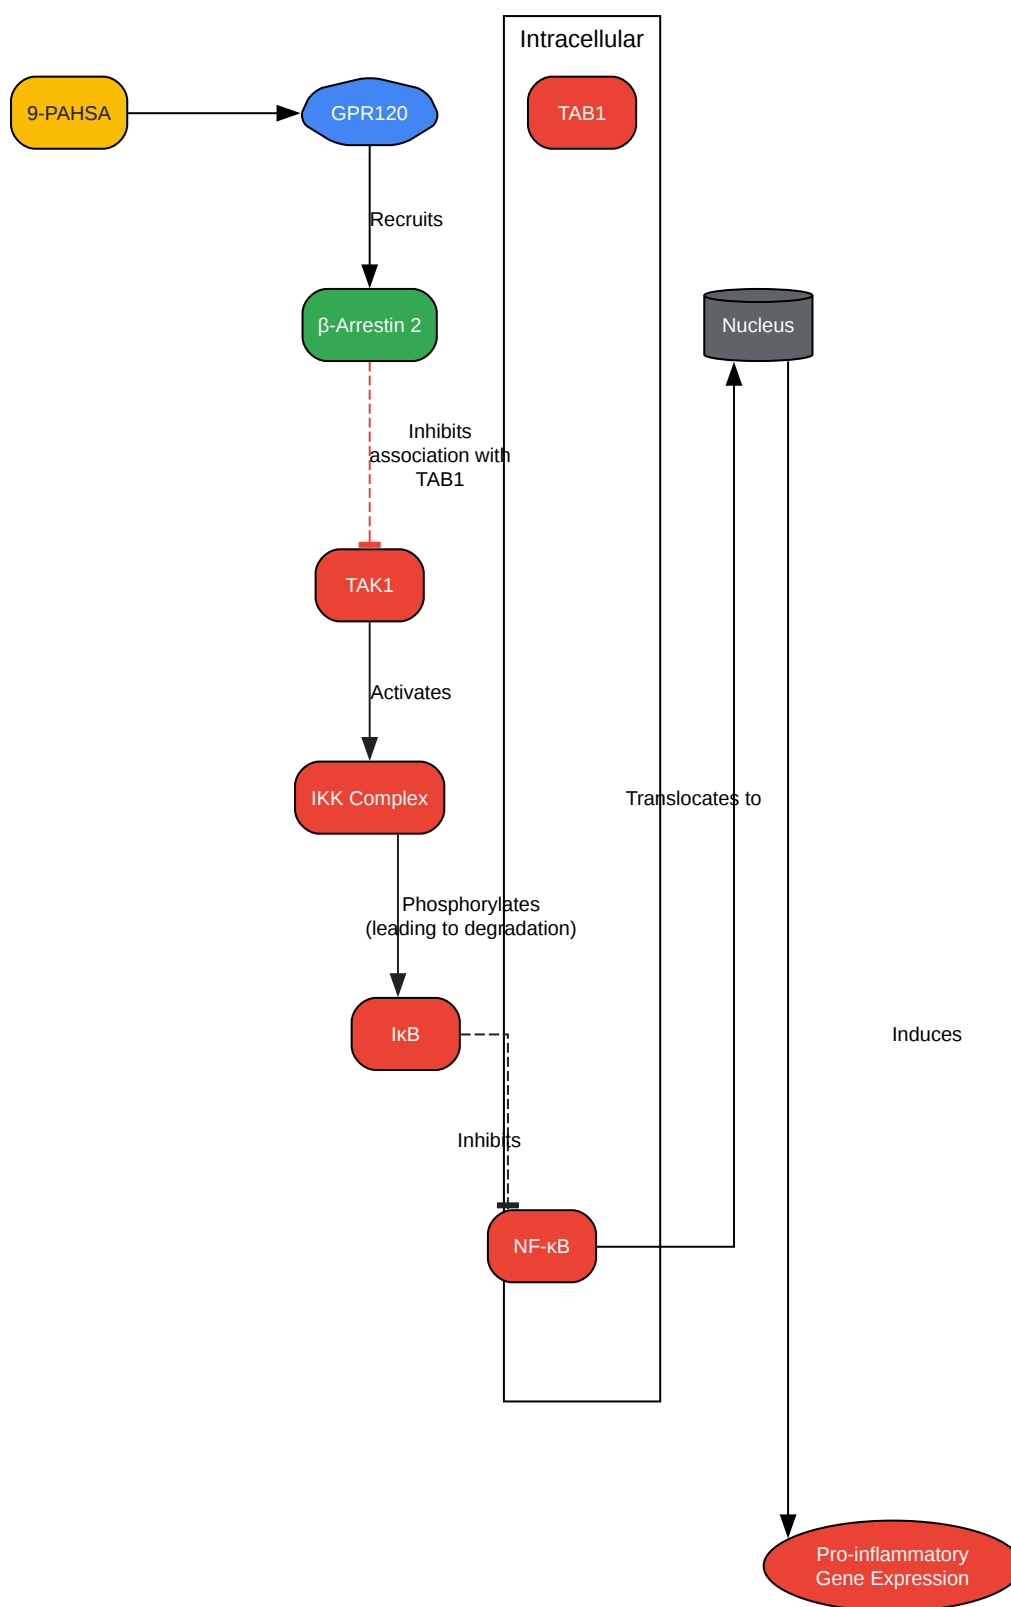 Intracellular
9-PAHSA
GPR120
TAB1
Recruits
β-Arrestin 2
Nucleus
Inhibits
association with
TAB1
TAK1
Activates
IKK Complex
Translocates to
Phosphorylates
(leading to degradation)
IκB
Induces
Inhibits
NF-κB
Pro-inflammatory
Gene Expression